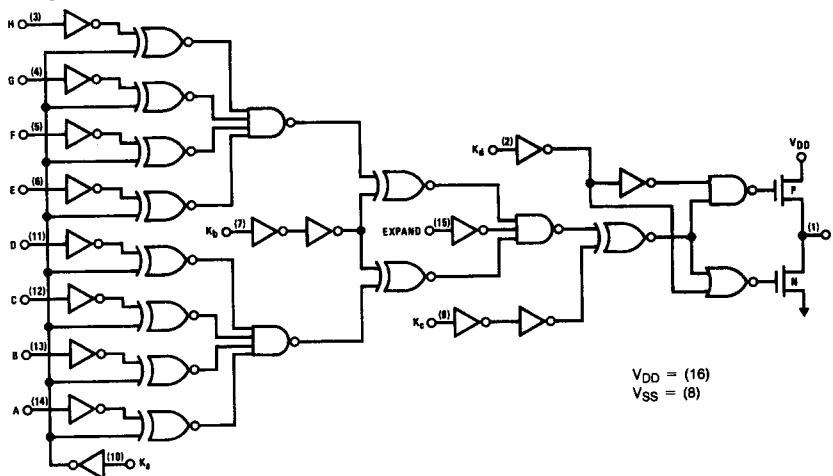 H (3)
G (4)
F (5)
E (6)
D (11)
C (12)
B (13)
A (14)
(10) Ka
Kb (7)
EXPAND (15)
Kc (9)
Kd (2)
VDD
P
(1)
N
VDD = (16)
VSS = (8)